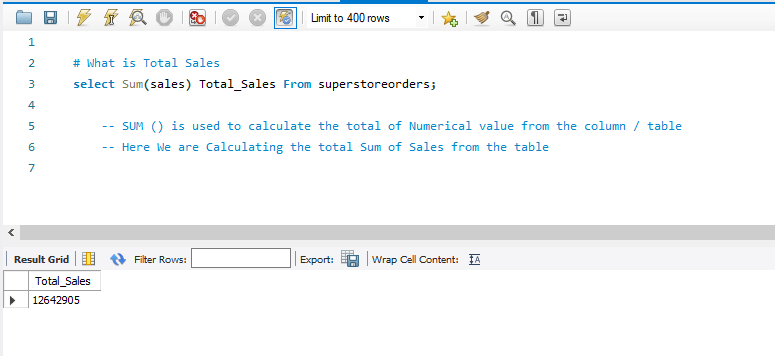 Limit to 400 rows
1
2 # What is Total Sales
3 select Sum(sales) Total_Sales From superstoreorders;
4
5 -- SUM () is used to calculate the total of Numerical value from the column / table
6 -- Here We are Calculating the total Sum of Sales from the table
7
Result Grid Filter Rows: Export: Wrap Cell Content:
Total_Sales
12642905